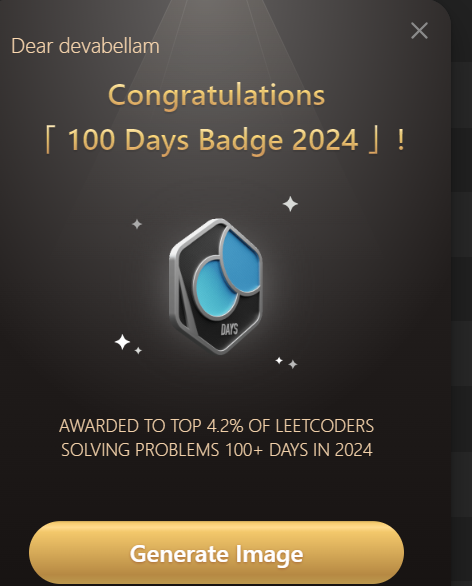 Dear devabellam
Congratulations
「 100 Days Badge 2024 」 !
DAYS
AWARDED TO TOP 4.2% OF LEETCODERS
SOLVING PROBLEMS 100+ DAYS IN 2024
Generate Image